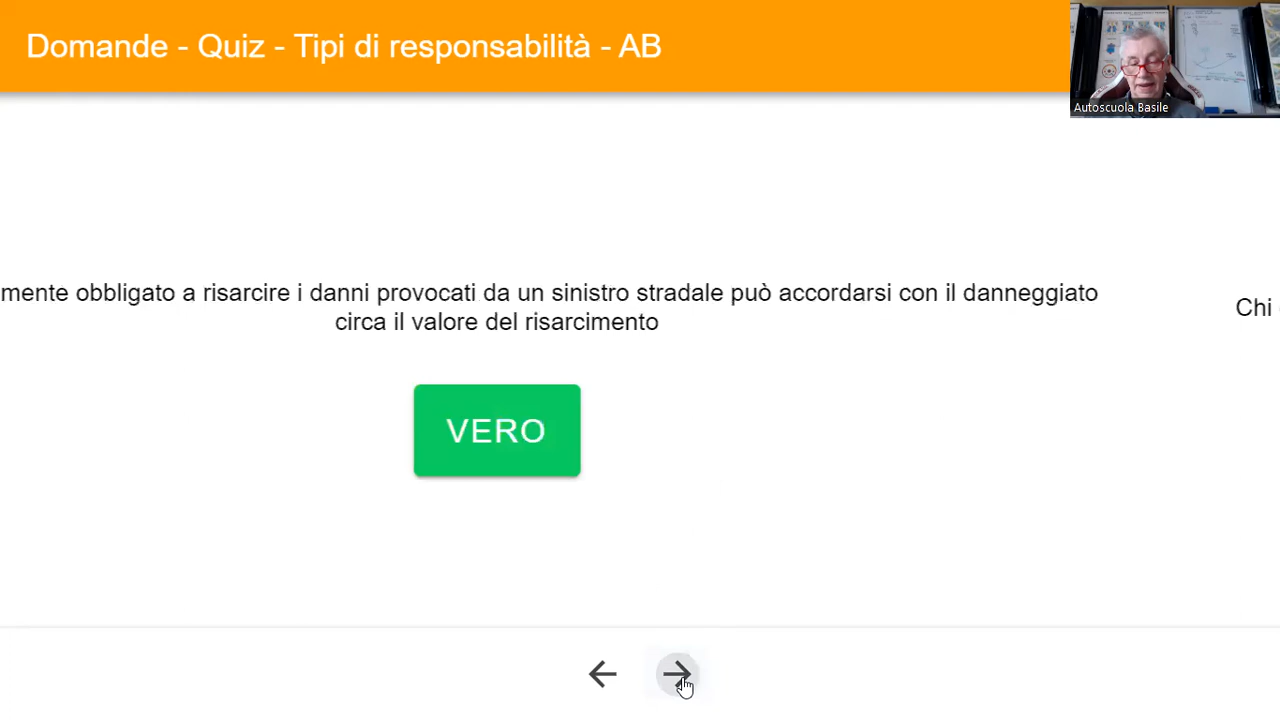 Domande - Quiz - Tipi di responsabilità - AB
Autoscuola Basile
mente obbligato a risarcire i danni provocati da un sinistro stradale può accordarsi con il danneggiato
circa il valore del risarcimento
Chi
VERO